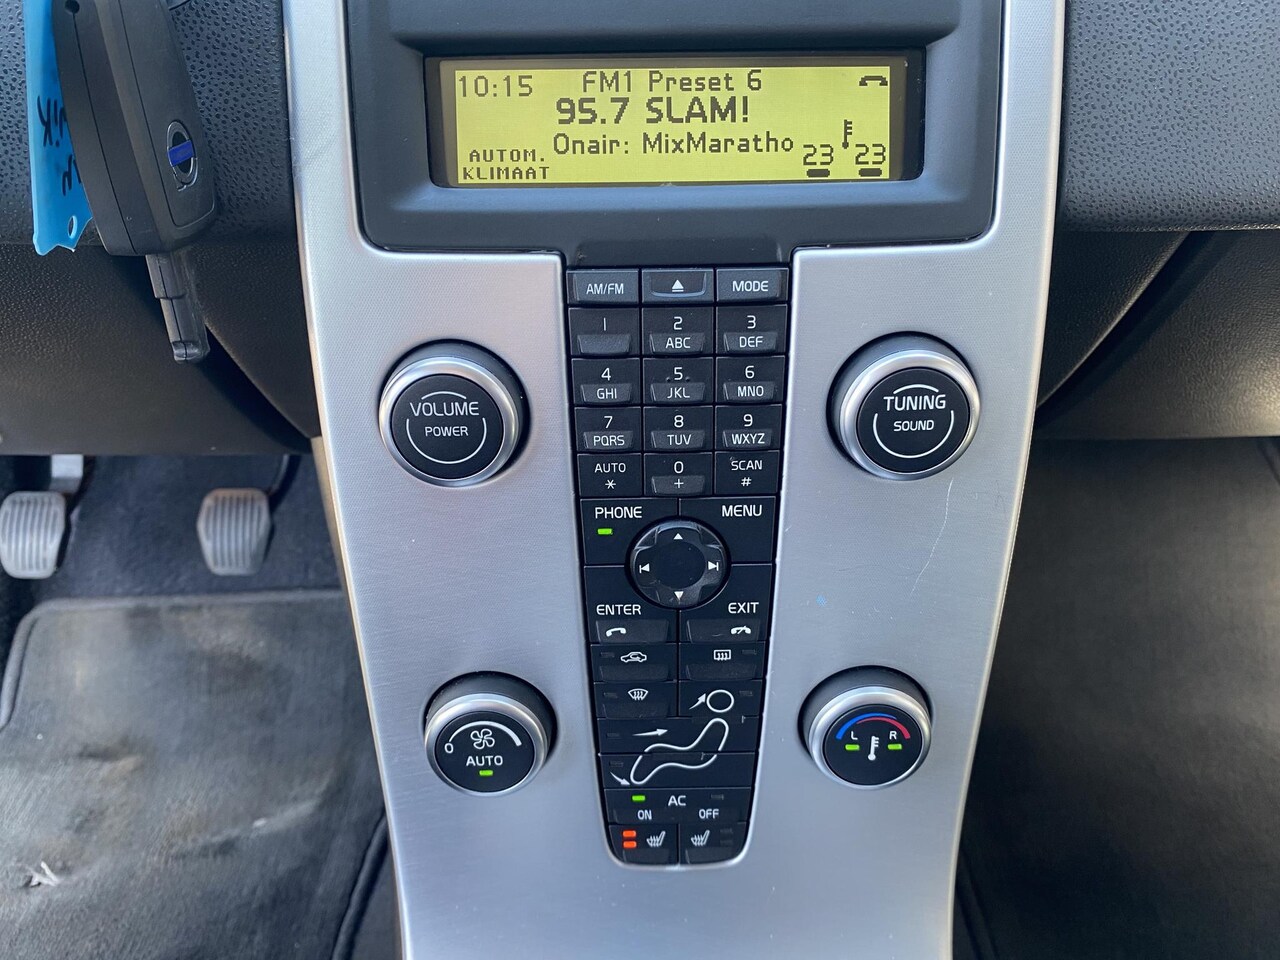 10:15 FM1 Preset 6
95.7 SLAM!
Onair: MixMaratho
AUTOM.
KLIMAAT
23 23
AM/FM MODE
1 2 3
ABC DEF
4 5 6
GHI JKL MNO
7 8 9
PQRS TUV WXYZ
AUTO 0 SCAN
* + #
VOLUME
POWER
TUNING
SOUND
PHONE MENU
ENTER EXIT
0
AUTO
L R
AC
ON OFF